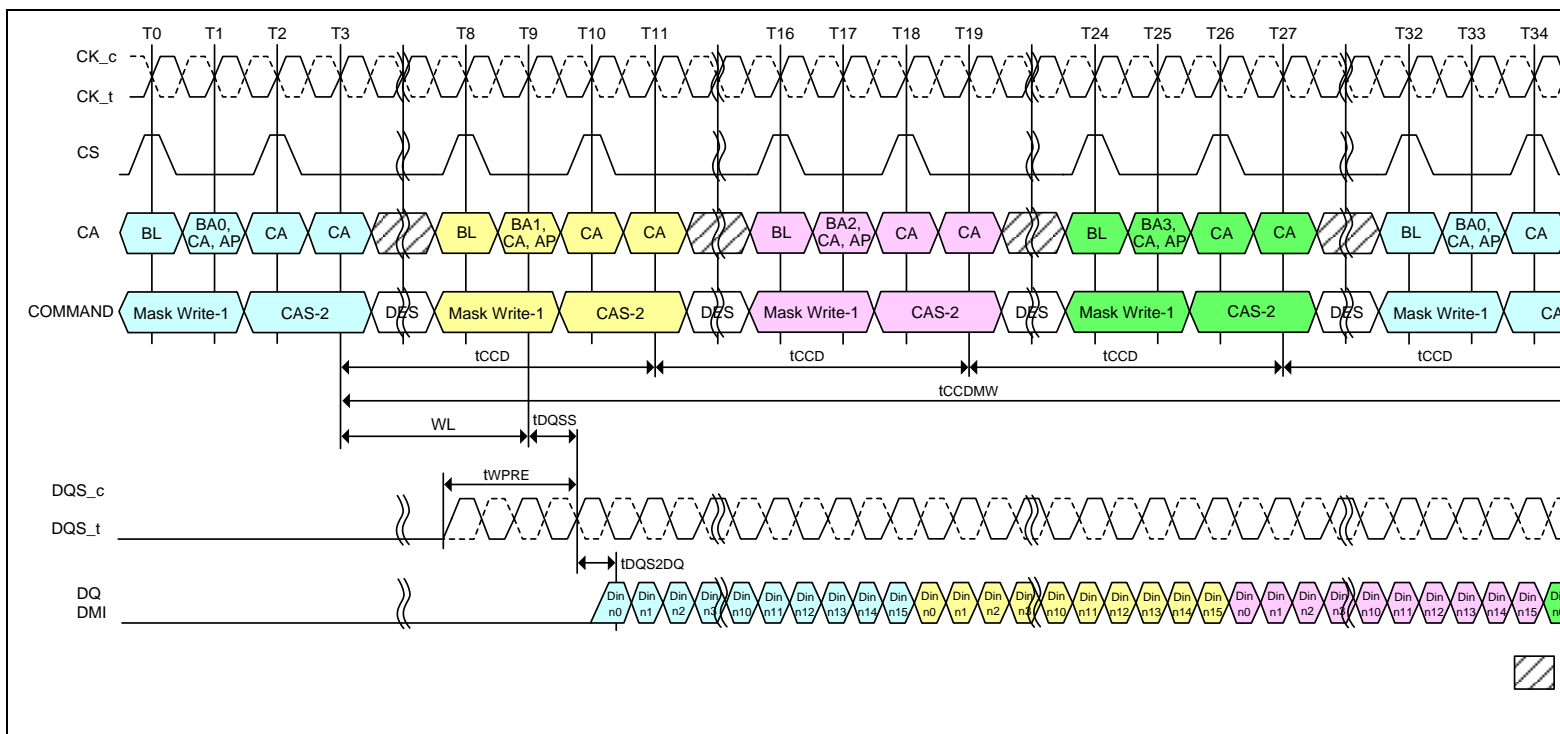 T0 T1 T2 T3 T8 T9 T10 T11 T16 T17 T18 T19 T24 T25 T26 T27 T32 T33 T34
CK_c
CK_t
CS
CA BL BA0, CA, AP CA CA BL BA1, CA, AP CA CA BL BA2, CA, AP CA CA BL BA3, CA, AP CA CA BL BA0, CA, AP CA
COMMAND Mask Write-1 CAS-2 DES Mask Write-1 CAS-2 DES Mask Write-1 CAS-2 DES Mask Write-1 CAS-2 DES Mask Write-1 CA
tCCD tCCD tCCD tCCD
tCCDMW
WL tDQSS
tWPRE
DQS_c
DQS_t
tDQS2DQ
DQ
DMI
Din n0 Din n1 Din n2 Din n3 Din n10 Din n11 Din n12 Din n13 Din n14 Din n15 Din n0 Din n1 Din n2 Din n3 Din n10 Din n11 Din n12 Din n13 Din n14 Din n15 Din n0 Din n1 Din n2 Din n3 Din n10 Din n11 Din n12 Din n13 Din n14 Din n15